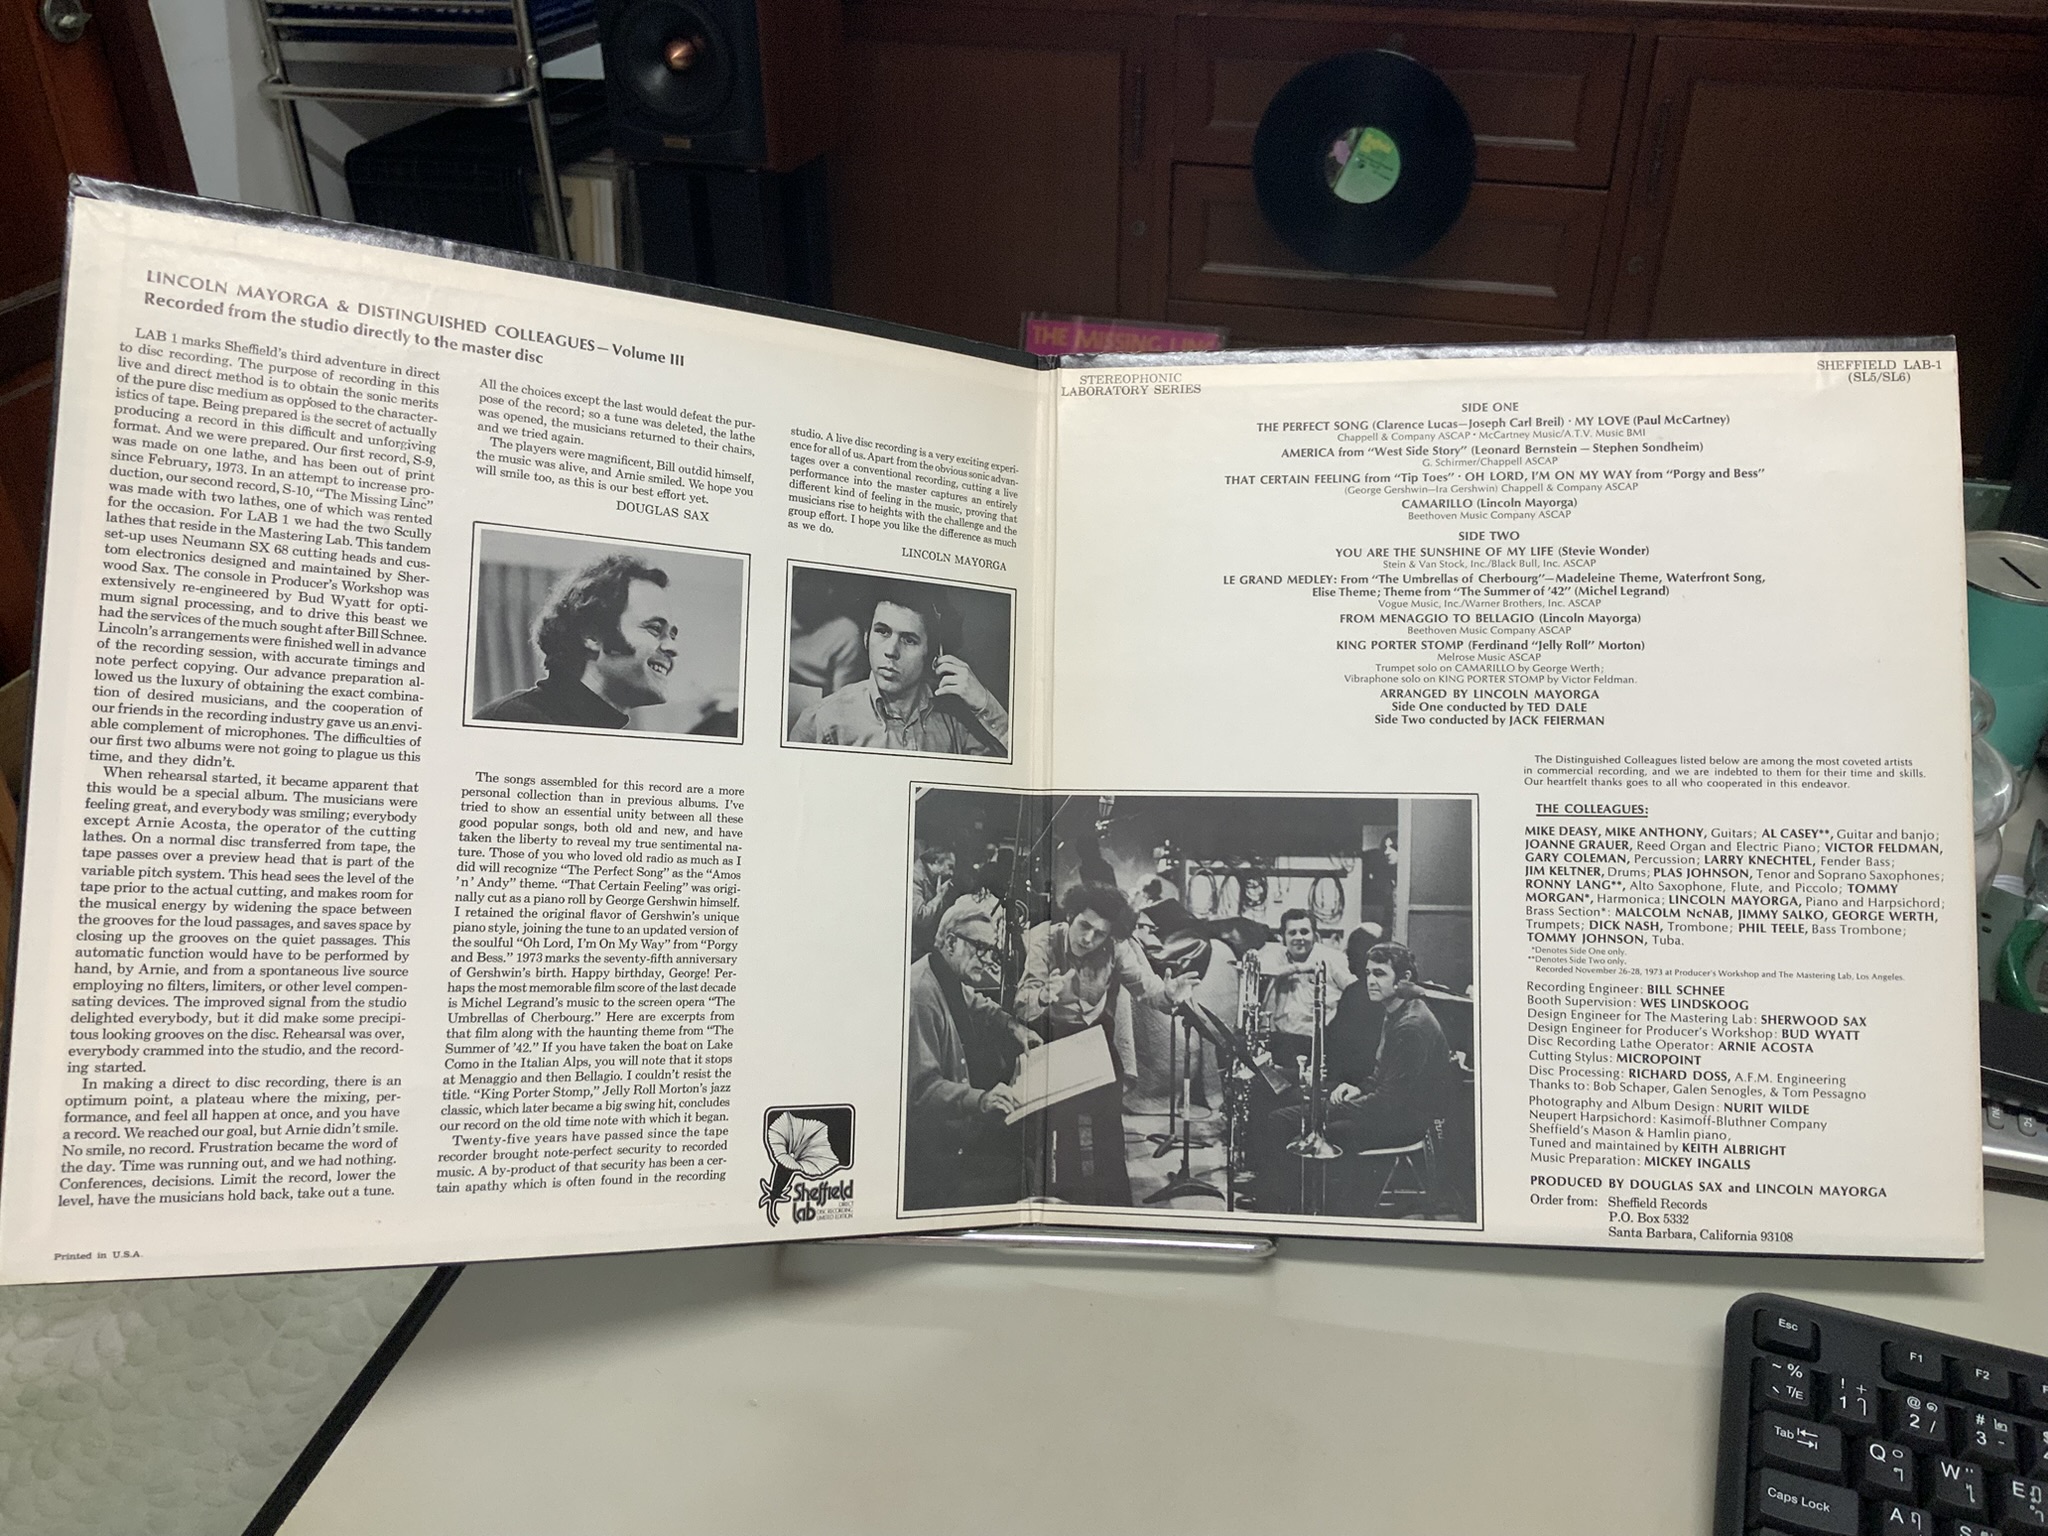 THE MISSING LINC
LINCOLN MAYORGA & DISTINGUISHED COLLEAGUES—Volume III
Recorded from the studio directly to the master disc
LAB 1 marks Sheffield's third adventure in direct
to disc recording. The purpose of recording in this
live and direct method is to obtain the sonic merits
of the pure disc medium as opposed to the character-
istics of tape. Being prepared is the secret of actually
producing a record in this difficult and unforgiving
format. And we were prepared. Our first record, S-9,
was made on one lathe, and has been out of print
since February, 1973. In an attempt to increase pro-
duction, our second record, S-10, "The Missing Linc"
was made with two lathes, one of which was rented
for the occasion. For LAB 1 we had the two Scully
lathes that reside in the Mastering Lab. This tandem
set-up uses Neumann SX 68 cutting heads and cus-
tom electronics designed and maintained by Sher-
wood Sax. The console in Producer's Workshop was
extensively re-engineered by Bud Wyatt for opti-
mum signal processing, and to drive this beast we
had the services of the much sought after Bill Schnee.
Lincoln's arrangements were finished well in advance
of the recording session, with accurate timings and
note perfect copying. Our advance preparation al-
lowed us the luxury of obtaining the exact combina-
tion of desired musicians, and the cooperation of
our friends in the recording industry gave us an envi-
able complement of microphones. The difficulties of
our first two albums were not going to plague us this
time, and they didn't.
When rehearsal started, it became apparent that
this would be a special album. The musicians were
feeling great, and everybody was smiling; everybody
except Arnie Acosta, the operator of the cutting
lathes. On a normal disc transferred from tape, the
tape passes over a preview head that is part of the
variable pitch system. This head sees the level of the
tape prior to the actual cutting, and makes room for
the musical energy by widening the space between
the grooves for the loud passages, and saves space by
closing up the grooves on the quiet passages. This
automatic function would have to be performed by
hand, by Arnie, and from a spontaneous live source
employing no filters, limiters, or other level compen-
sating devices. The improved signal from the studio
delighted everybody, but it did make some precipi-
tous looking grooves on the disc. Rehearsal was over,
everybody crammed into the studio, and the record-
ing started.
In making a direct to disc recording, there is an
optimum point, a plateau where the mixing, per-
formance, and feel all happen at once, and you have
a record. We reached our goal, but Arnie didn't smile.
No smile, no record. Frustration became the word of
the day. Time was running out, and we had nothing.
Conferences, decisions. Limit the record, lower the
level, have the musicians hold back, take out a tune.
All the choices except the last would defeat the pur-
pose of the record; so a tune was deleted, the lathe
was opened, the musicians returned to their chairs,
and we tried again.
The players were magnificent, Bill outdid himself,
the music was alive, and Arnie smiled. We hope you
will smile too, as this is our best effort yet.
DOUGLAS SAX
The songs assembled for this record are a more
personal collection than in previous albums. I've
tried to show an essential unity between all these
good popular songs, both old and new, and have
taken the liberty to reveal my true sentimental na-
ture. Those of you who loved old radio as much as I
did will recognize "The Perfect Song" as the "Amos
'n' Andy" theme. "That Certain Feeling" was origi-
nally cut as a piano roll by George Gershwin himself.
I retained the original flavor of Gershwin's unique
piano style, joining the tune to an updated version of
the soulful "Oh Lord, I'm On My Way" from "Porgy
and Bess." 1973 marks the seventy-fifth anniversary
of Gershwin's birth. Happy birthday, George! Per-
haps the most memorable film score of the last decade
is Michel Legrand's music to the screen opera "The
Umbrellas of Cherbourg." Here are excerpts from
that film along with the haunting theme from "The
Summer of '42." If you have taken the boat on Lake
Como in the Italian Alps, you will note that it stops
at Menaggio and then Bellagio. I couldn't resist the
title. "King Porter Stomp," Jelly Roll Morton's jazz
classic, which later became a big swing hit, concludes
our record on the old time note with which it began.
Twenty-five years have passed since the tape
recorder brought note-perfect security to recorded
music. A by-product of that security has been a cer-
tain apathy which is often found in the recording
studio. A live disc recording is a very exciting experi-
ence for all of us. Apart from the obvious sonic advan-
tages over a conventional recording, cutting a live
performance into the master captures an entirely
different kind of feeling in the music, proving that
musicians rise to heights with the challenge and the
group effort. I hope you like the difference as much
as we do.
LINCOLN MAYORGA
Sheffield
lab
DIRECT
DISC RECORDING
LIMITED EDITION
Printed in U.S.A.
STEREOPHONIC
LABORATORY SERIES
SHEFFIELD LAB-1
(SL5/SL6)
SIDE ONE
THE PERFECT SONG (Clarence Lucas—Joseph Carl Breil) · MY LOVE (Paul McCartney)
Chappell & Company ASCAP · McCartney Music/A.T.V. Music BMI
AMERICA from "West Side Story" (Leonard Bernstein — Stephen Sondheim)
G. Schirmer/Chappell ASCAP
THAT CERTAIN FEELING from "Tip Toes" · OH LORD, I'M ON MY WAY from "Porgy and Bess"
(George Gershwin—Ira Gershwin) Chappell & Company ASCAP
CAMARILLO (Lincoln Mayorga)
Beethoven Music Company ASCAP
SIDE TWO
YOU ARE THE SUNSHINE OF MY LIFE (Stevie Wonder)
Stein & Van Stock, Inc./Black Bull, Inc. ASCAP
LE GRAND MEDLEY: From "The Umbrellas of Cherbourg"—Madeleine Theme, Waterfront Song,
Elise Theme; Theme from "The Summer of '42" (Michel Legrand)
Vogue Music, Inc./Warner Brothers, Inc. ASCAP
FROM MENAGGIO TO BELLAGIO (Lincoln Mayorga)
Beethoven Music Company ASCAP
KING PORTER STOMP (Ferdinand "Jelly Roll" Morton)
Melrose Music ASCAP
Trumpet solo on CAMARILLO by George Werth;
Vibraphone solo on KING PORTER STOMP by Victor Feldman.
ARRANGED BY LINCOLN MAYORGA
Side One conducted by TED DALE
Side Two conducted by JACK FEIERMAN
The Distinguished Colleagues listed below are among the most coveted artists
in commercial recording, and we are indebted to them for their time and skills.
Our heartfelt thanks goes to all who cooperated in this endeavor.
THE COLLEAGUES:
MIKE DEASY, MIKE ANTHONY, Guitars; AL CASEY**, Guitar and banjo;
JOANNE GRAUER, Reed Organ and Electric Piano; VICTOR FELDMAN,
GARY COLEMAN, Percussion; LARRY KNECHTEL, Fender Bass;
JIM KELTNER, Drums; PLAS JOHNSON, Tenor and Soprano Saxophones;
RONNY LANG**, Alto Saxophone, Flute, and Piccolo; TOMMY
MORGAN*, Harmonica; LINCOLN MAYORGA, Piano and Harpsichord;
Brass Section*: MALCOLM McNAB, JIMMY SALKO, GEORGE WERTH,
Trumpets; DICK NASH, Trombone; PHIL TEELE, Bass Trombone;
TOMMY JOHNSON, Tuba.
*Denotes Side One only.
**Denotes Side Two only.
Recorded November 26-28, 1973 at Producer's Workshop and The Mastering Lab, Los Angeles.
Recording Engineer: BILL SCHNEE
Booth Supervision: WES LINDSKOOG
Design Engineer for The Mastering Lab: SHERWOOD SAX
Design Engineer for Producer's Workshop: BUD WYATT
Disc Recording Lathe Operator: ARNIE ACOSTA
Cutting Stylus: MICROPOINT
Disc Processing: RICHARD DOSS, A.F.M. Engineering
Thanks to: Bob Schaper, Galen Senogles, & Tom Pessagno
Photography and Album Design: NURIT WILDE
Neupert Harpsichord: Kasimoff-Bluthner Company
Sheffield's Mason & Hamlin piano,
Tuned and maintained by KEITH ALBRIGHT
Music Preparation: MICKEY INGALLS
PRODUCED BY DOUGLAS SAX and LINCOLN MAYORGA
Order from: Sheffield Records
P.O. Box 5332
Santa Barbara, California 93108
Esc
F1
F2
~ %
\ T/E
! +
1 ๅ
@ ๑
2 /
# ๒
3 -
Tab
Q ๐
ๆ
W "
ไ
E ฎ
ำ
Caps Lock
A ฤ